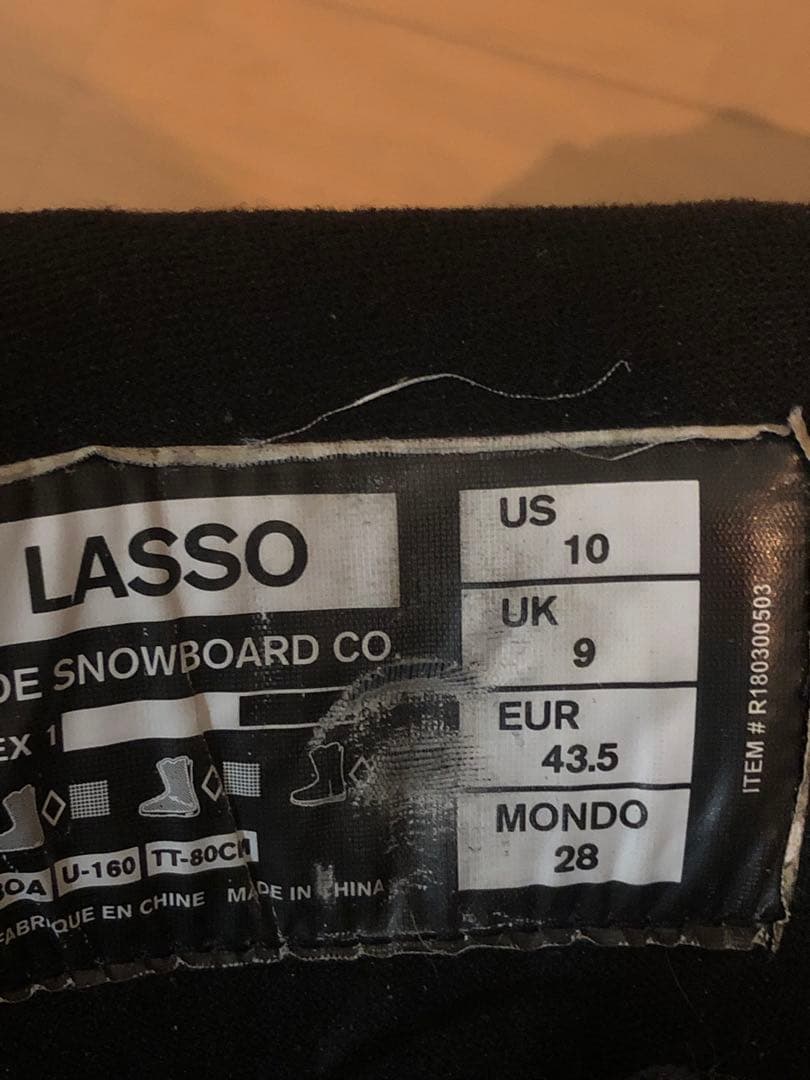 LASSO
DE SNOWBOARD CO.
EX 1
U-160 TT-80CM
FABRIQUE EN CHINE MADE IN CHINA
US
10
UK
9
EUR
43.5
MONDO
28
ITEM # R180300503